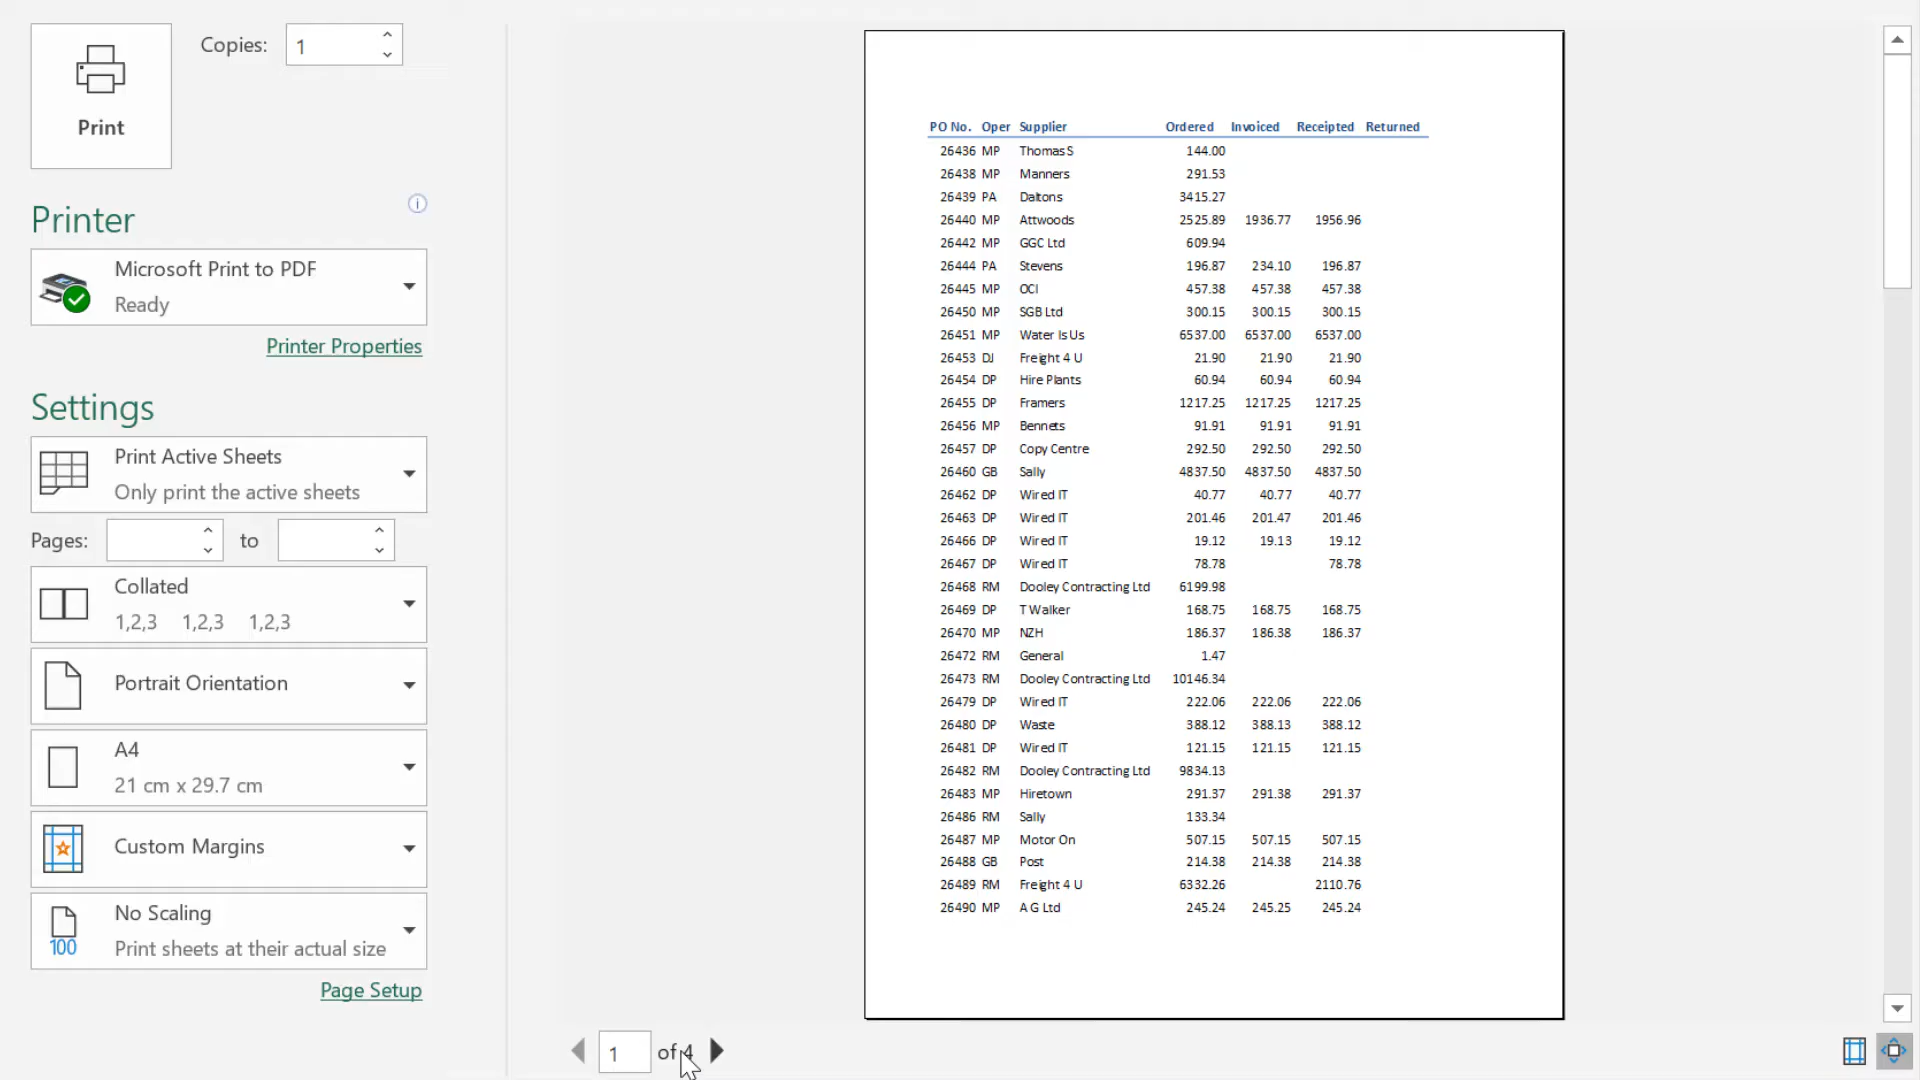 Print
Copies: 1
Printer
Microsoft Print to PDF
Ready
Printer Properties
Settings
Print Active Sheets
Only print the active sheets
Pages: to
Collated
1,2,3 1,2,3 1,2,3
Portrait Orientation
A4
21 cm x 29.7 cm
Custom Margins
No Scaling
100
Print sheets at their actual size
Page Setup
PO No. Oper Supplier Ordered Invoiced Receipted Returned
26436 MP Thomas S 144.00
26438 MP Manners 291.53
26439 PA Daltons 3415.27
26440 MP Attwoods 2525.89 1936.77 1956.96
26442 MP GGC Ltd 609.94
26444 PA Stevens 196.87 234.10 196.87
26445 MP OCI 457.38 457.38 457.38
26450 MP SGB Ltd 300.15 300.15 300.15
26451 MP Water Is Us 6537.00 6537.00 6537.00
26453 DJ Freight 4 U 21.90 21.90 21.90
26454 DP Hire Plants 60.94 60.94 60.94
26455 DP Framers 1217.25 1217.25 1217.25
26456 MP Bennets 91.91 91.91 91.91
26457 DP Copy Centre 292.50 292.50 292.50
26460 GB Sally 4837.50 4837.50 4837.50
26462 DP Wired IT 40.77 40.77 40.77
26463 DP Wired IT 201.46 201.47 201.46
26466 DP Wired IT 19.12 19.13 19.12
26467 DP Wired IT 78.78 78.78
26468 RM Dooley Contracting Ltd 6199.98
26469 DP T Walker 168.75 168.75 168.75
26470 MP NZH 186.37 186.38 186.37
26472 RM General 1.47
26473 RM Dooley Contracting Ltd 10146.34
26479 DP Wired IT 222.06 222.06 222.06
26480 DP Waste 388.12 388.13 388.12
26481 DP Wired IT 121.15 121.15 121.15
26482 RM Dooley Contracting Ltd 9834.13
26483 MP Hiretown 291.37 291.38 291.37
26486 RM Sally 133.34
26487 MP Motor On 507.15 507.15 507.15
26488 GB Post 214.38 214.38 214.38
26489 RM Freight 4 U 6332.26 2110.76
26490 MP A G Ltd 245.24 245.25 245.24
1 of 4